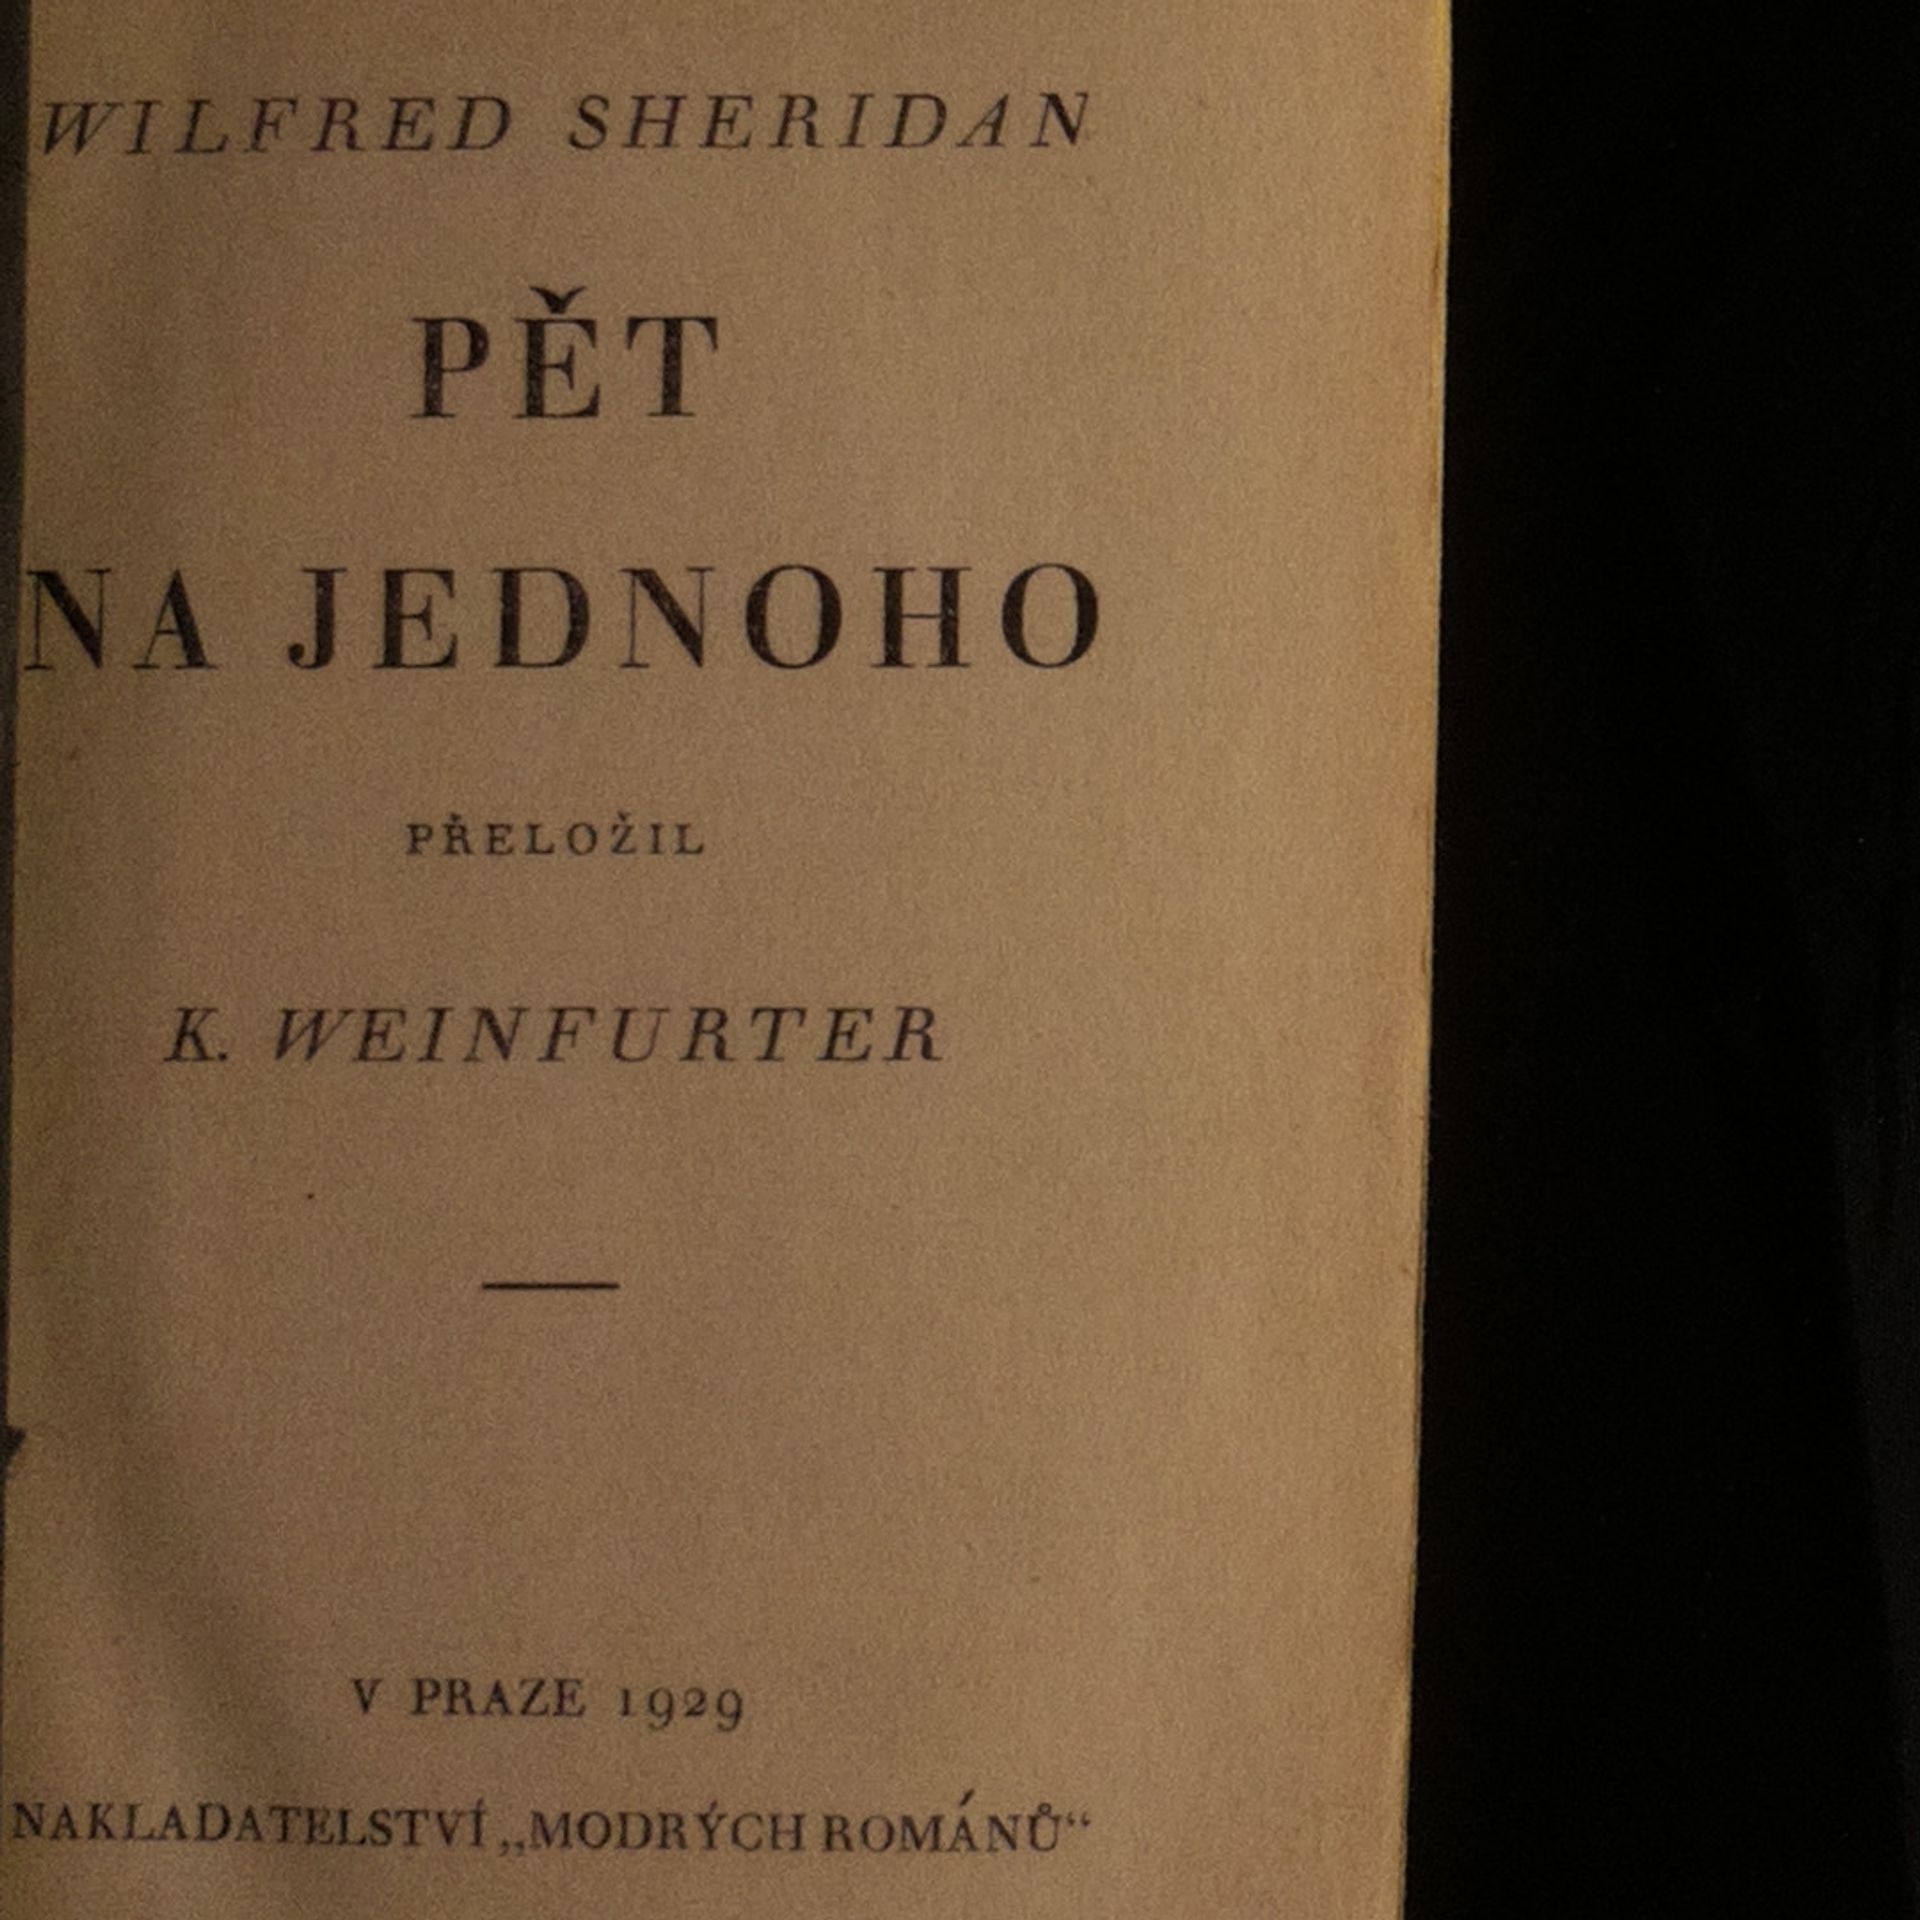 WILFRED SHERIDAN
PĚT
NA JEDNOHO
PŘELOŽIL
K. WEINFURTER
V PRAZE 1929
NAKLADATELSTVÍ „MODRÝCH ROMÁNŮ“